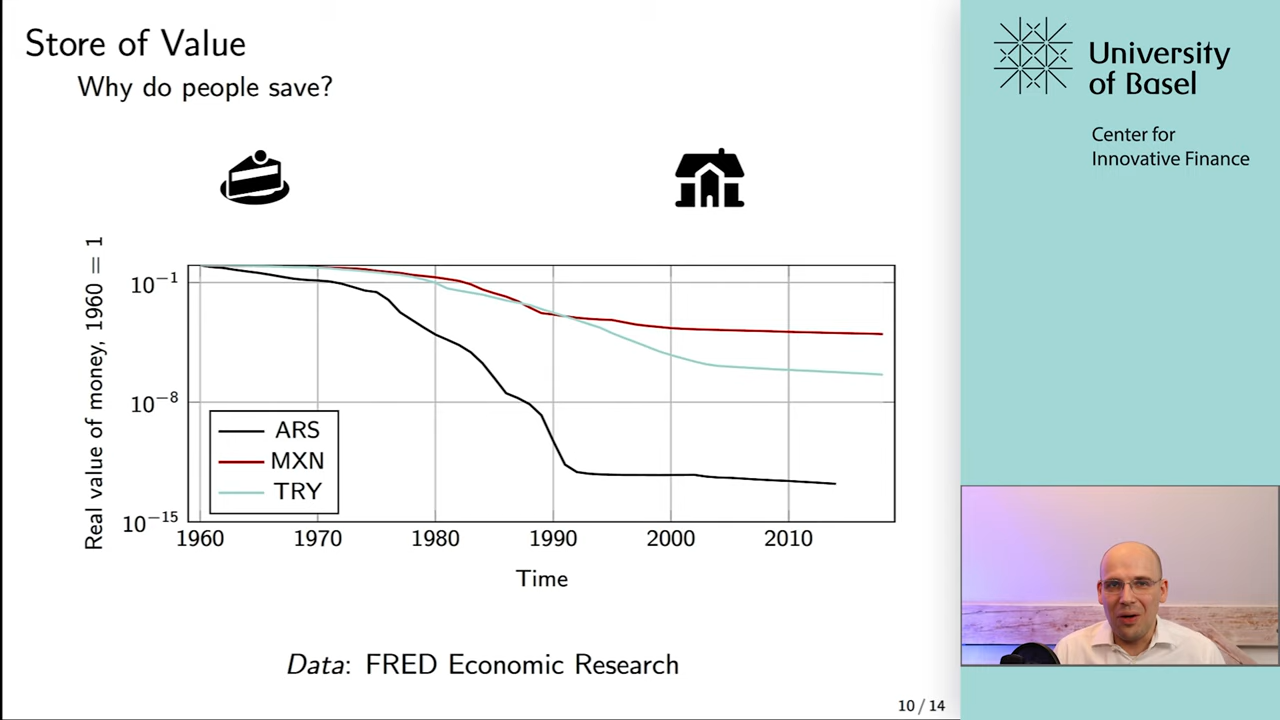 Store of Value
Why do people save?
University
of Basel
Center for
Innovative Finance
Real value of money, 1960 = 1
10⁻¹
10⁻⁸
10⁻¹⁵
ARS
MXN
TRY
1960 1970 1980 1990 2000 2010
Time
Data: FRED Economic Research
10 / 14